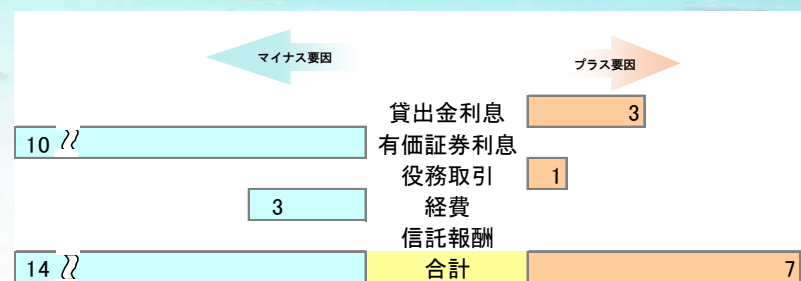 マイナス要因
プラス要因
貸出金利息 3
10 有価証券利息
役務取引 1
3 経費
信託報酬
14 合計 7